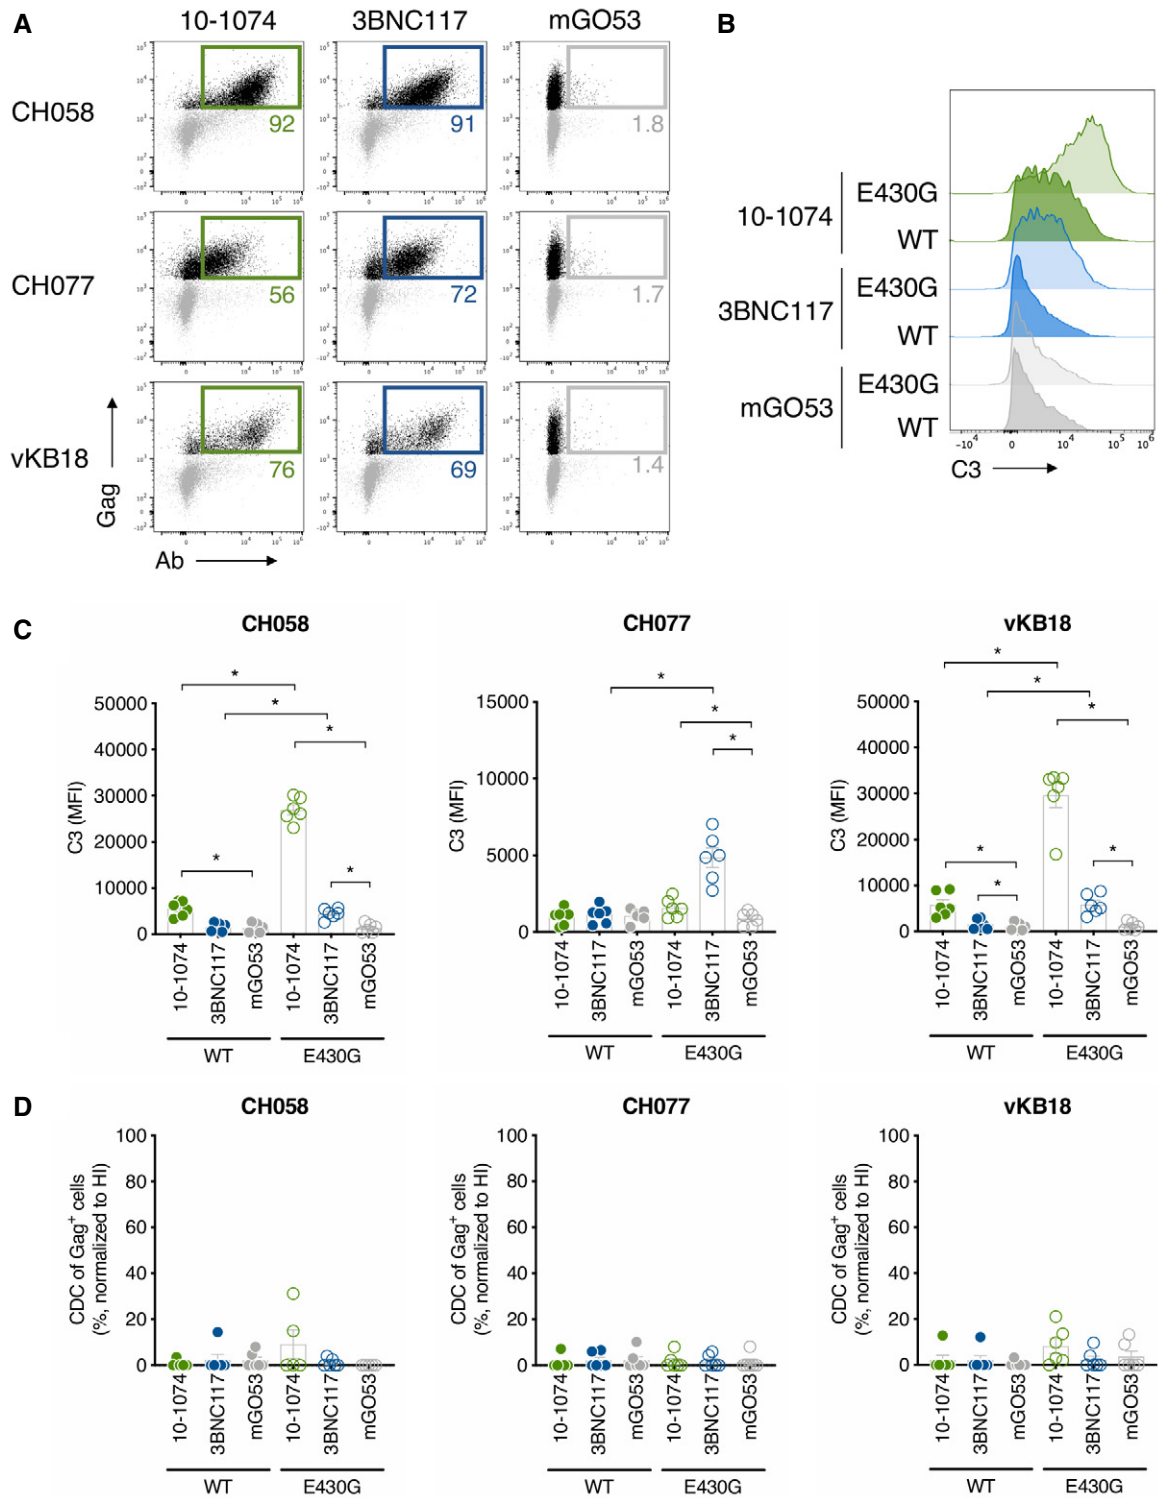 A
10-1074 3BNC117 mGO53
CH058
92 91 1.8
CH077
56 72 1.7
vKB18
76 69 1.4
Gag
Ab
B
10-1074
E430G
WT
3BNC117
E430G
WT
mGO53
E430G
WT
-10⁴ 0 10⁴ 10⁵ 10⁶
C3
C
CH058
C3 (MFI)
50000
40000
30000
20000
10000
0
* * * * *
10-1074 3BNC117 mGO53 10-1074 3BNC117 mGO53
WT E430G
CH077
C3 (MFI)
15000
10000
5000
0
* * *
10-1074 3BNC117 mGO53 10-1074 3BNC117 mGO53
WT E430G
vKB18
C3 (MFI)
50000
40000
30000
20000
10000
0
* * * * * *
10-1074 3BNC117 mGO53 10-1074 3BNC117 mGO53
WT E430G
D
CH058
CDC of Gag⁺ cells
(%, normalized to HI)
100
80
60
40
20
0
10-1074 3BNC117 mGO53 10-1074 3BNC117 mGO53
WT E430G
CH077
CDC of Gag⁺ cells
(%, normalized to HI)
100
80
60
40
20
0
10-1074 3BNC117 mGO53 10-1074 3BNC117 mGO53
WT E430G
vKB18
CDC of Gag⁺ cells
(%, normalized to HI)
100
80
60
40
20
0
10-1074 3BNC117 mGO53 10-1074 3BNC117 mGO53
WT E430G